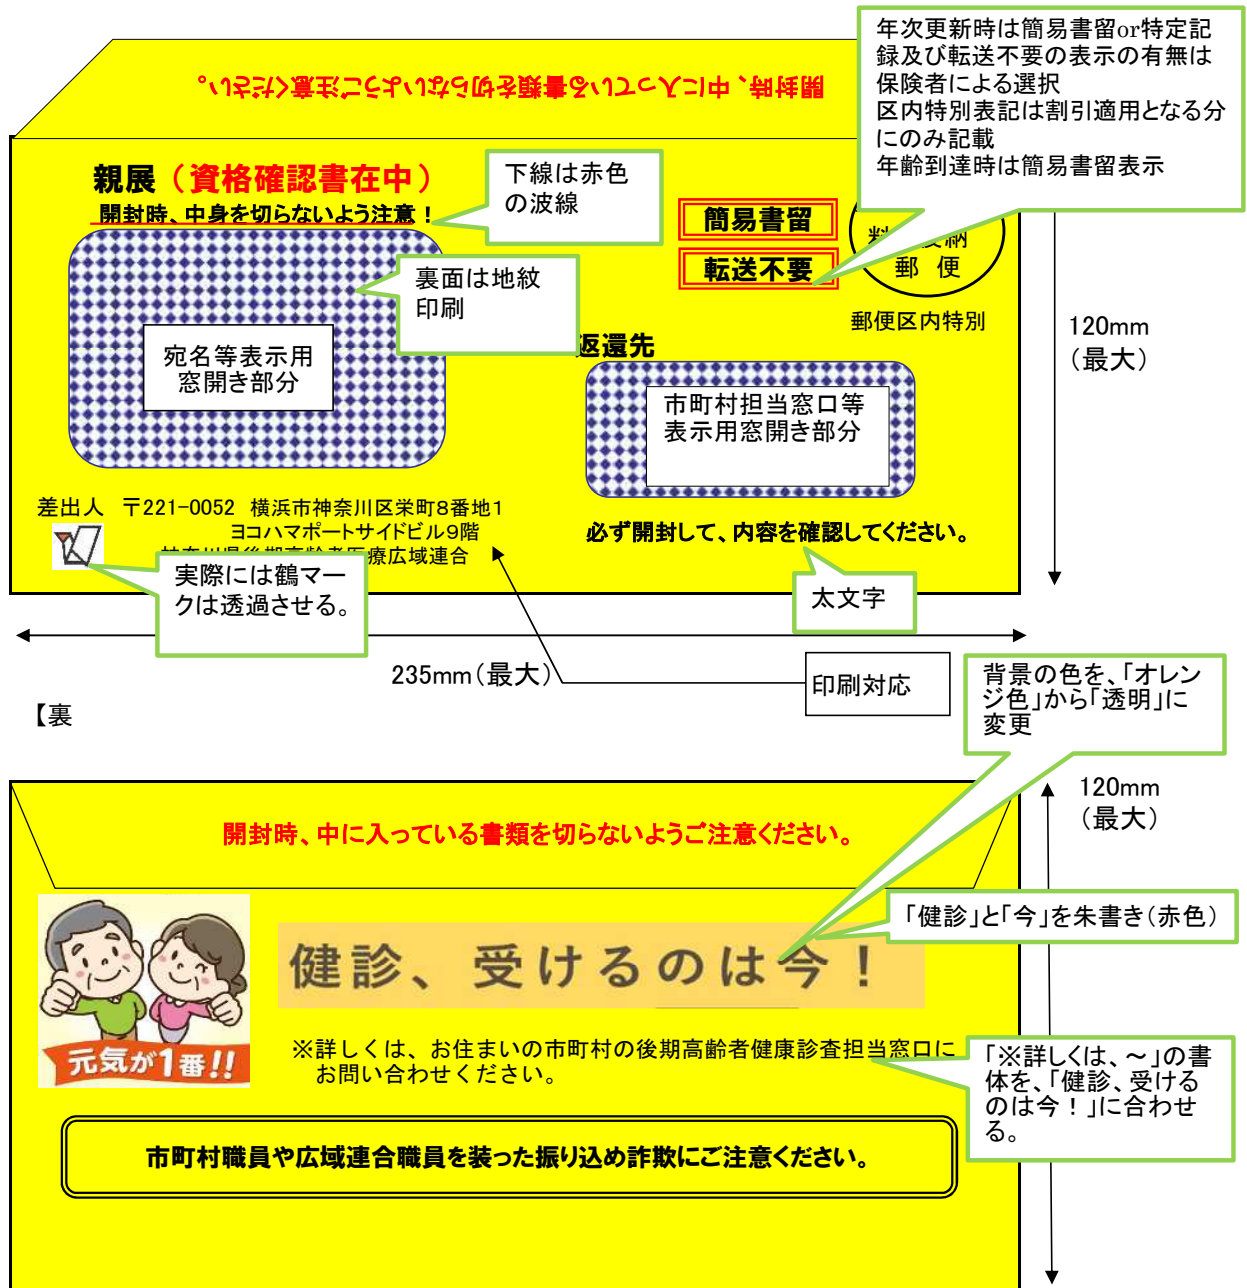 年次更新時は簡易書留or特定記
録及び転送不要の表示の有無は
保険者による選択
区内特別表記は割引適用となる分
にのみ記載
年齢到達時は簡易書留表示
開封時、中に入っている書類を切らないようご注意ください。
親展（資格確認書在中）
開封時、中身を切らないよう注意！
下線は赤色
の波線
簡易書留
転送不要
郵 便
郵便区内特別
裏面は地紋
印刷
宛名等表示用
窓開き部分
返還先
市町村担当窓口等
表示用窓開き部分
120mm
（最大）
差出人 〒221-0052 横浜市神奈川区栄町8番地1
ヨコハマポートサイドビル9階
神奈川県後期高齢者医療広域連合
必ず開封して、内容を確認してください。
実際には鶴マー
クは透過させる。
太文字
235mm（最大）
印刷対応
背景の色を、「オレン
ジ色」から「透明」に
変更
【裏
120mm
（最大）
開封時、中に入っている書類を切らないようご注意ください。
「健診」と「今」を朱書き（赤色）
健診、受けるのは今！
元気が1番!!
※詳しくは、お住まいの市町村の後期高齢者健康診査担当窓口に
お問い合わせください。
「※詳しくは、～」の書
体を、「健診、受ける
のは今！」に合わせ
る。
市町村職員や広域連合職員を装った振り込め詐欺にご注意ください。